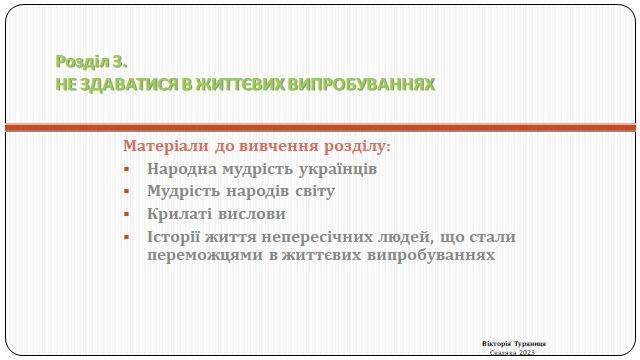 Розділ 3.
НЕ ЗДАВАТИСЯ В ЖИТТЄВИХ ВИПРОБУВАННЯХ
Матеріали до вивчення розділу:
▪ Народна мудрість українців
▪ Мудрість народів світу
▪ Крилаті вислови
▪ Історії життя непересічних людей, що стали
переможцями в життєвих випробуваннях
Вікторія Туряниця
Свалява 2023